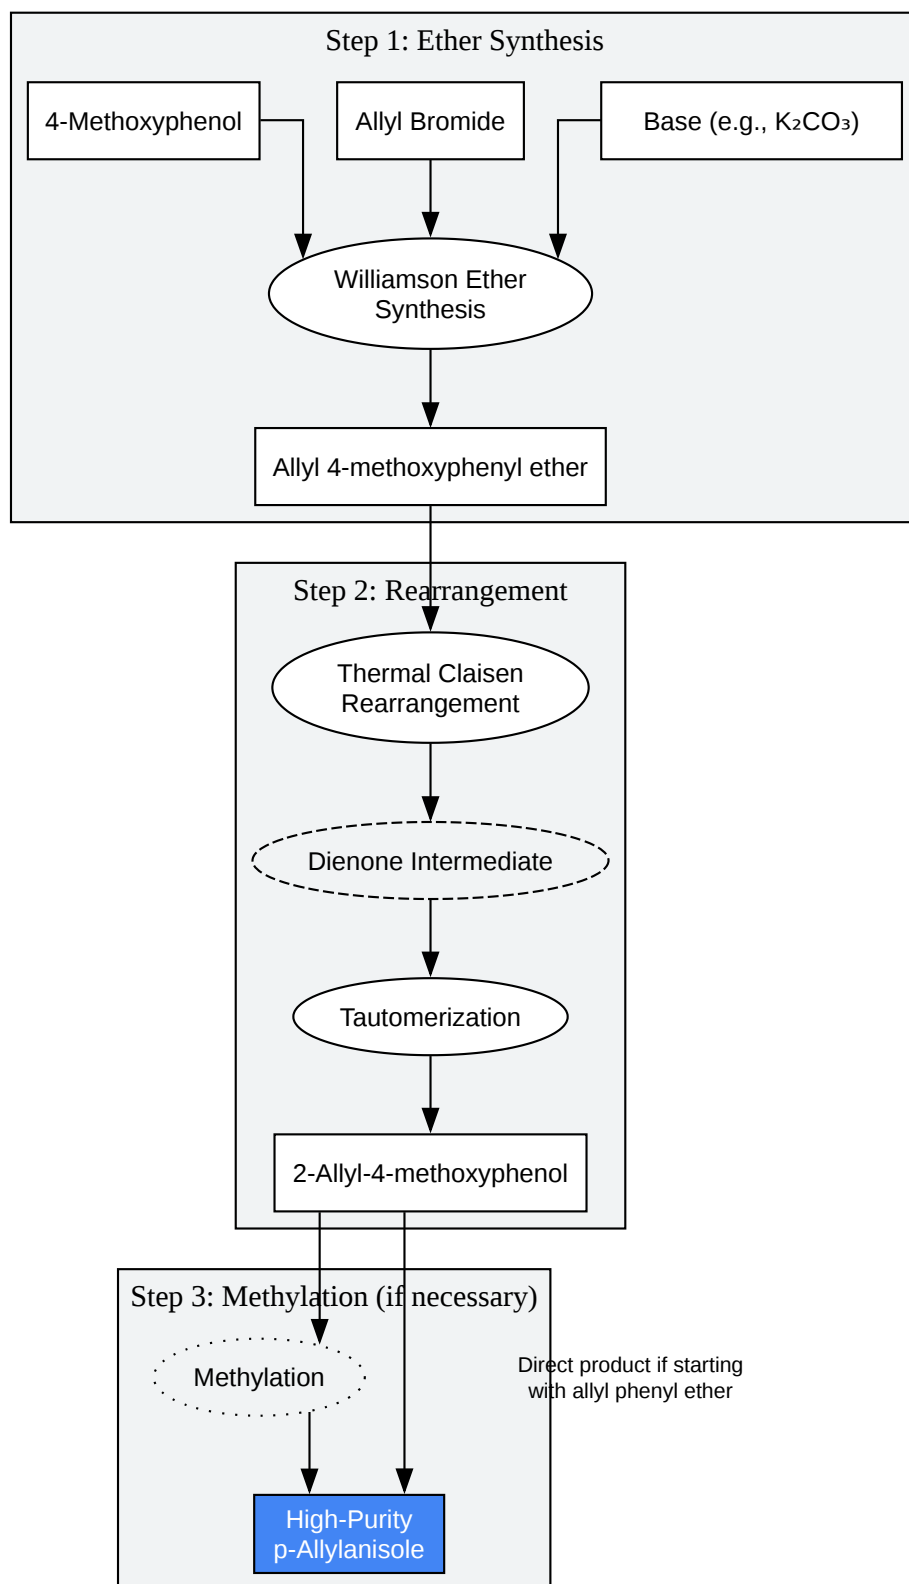 Step 1: Ether Synthesis
4-Methoxyphenol
Allyl Bromide
Base (e.g., K₂CO₃)
Williamson Ether
Synthesis
Allyl 4-methoxyphenyl ether
Step 2: Rearrangement
Thermal Claisen
Rearrangement
Dienone Intermediate
Tautomerization
2-Allyl-4-methoxyphenol
Step 3: Methylation (if necessary)
Methylation
Direct product if starting
with allyl phenyl ether
High-Purity
p-Allylanisole